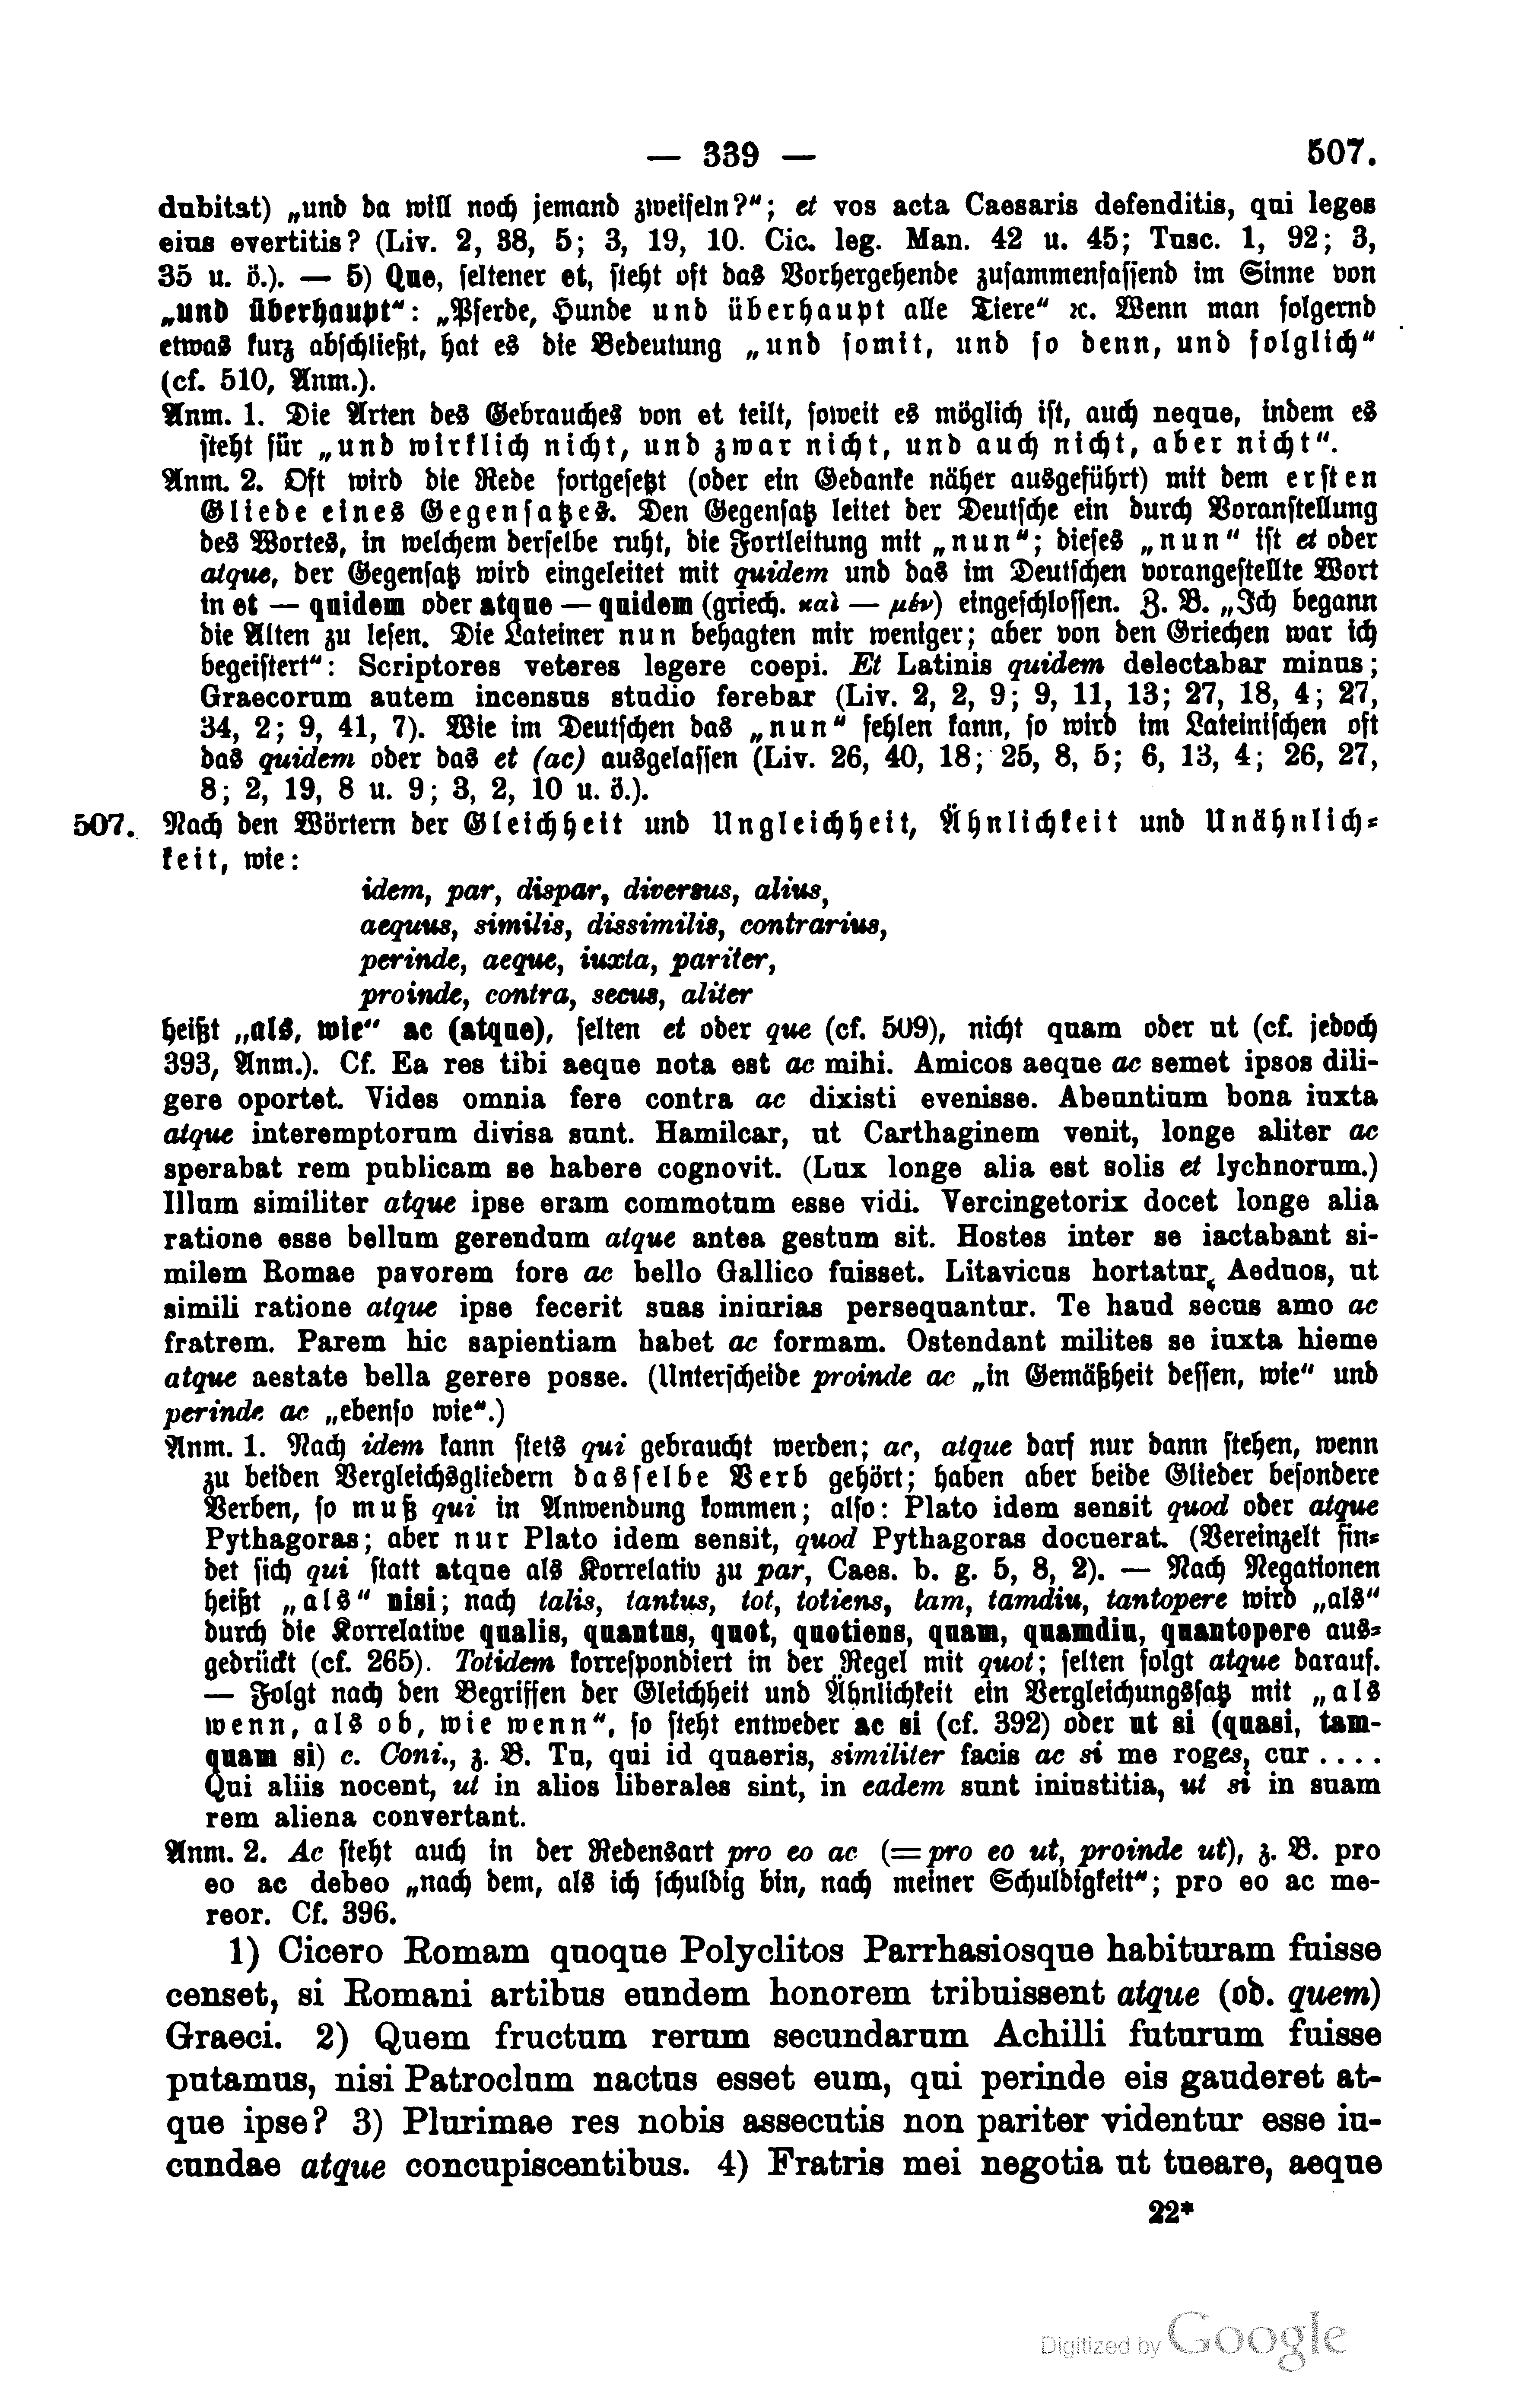 — 339 — 507.
dubitat) „und da will noch jemand zweifeln?“; et vos acta Caesaris defenditis, qui leges
eius evertitis? (Liv. 2, 38, 5; 3, 19, 10. Cic. leg. Man. 42 u. 45; Tusc. 1, 92; 3,
35 u. ö.). — 5) Que, seltener et, steht oft das Vorhergehende zusammenfassend im Sinne von
„und überhaupt“: „Pferde, Hunde und überhaupt alle Tiere“ ꝛc. Wenn man folgernd
etwas kurz abschließt, hat es die Bedeutung „und somit, und so denn, und folglich“
(cf. 510, Anm.).
Anm. 1. Die Arten des Gebrauches von et teilt, soweit es möglich ist, auch neque, indem es
steht für „und wirklich nicht, und zwar nicht, und auch nicht, aber nicht“.
Anm. 2. Oft wird die Rede fortgesetzt (oder ein Gedanke näher ausgeführt) mit dem ersten
Gliede eines Gegensatzes. Den Gegensatz leitet der Deutsche ein durch Voranstellung
des Wortes, in welchem derselbe ruht, die Fortleitung mit „nun“; dieses „nun“ ist et oder
atque, der Gegensatz wird eingeleitet mit quidem und das im Deutschen vorangestellte Wort
in et — quidem oder atque — quidem (griech. καὶ — μέν) eingeschlossen. Z. B. „Ich begann
die Alten zu lesen. Die Lateiner nun behagten mir weniger; aber von den Griechen war ich
begeistert“: Scriptores veteres legere coepi. Et Latinis quidem delectabar minus;
Graecorum autem incensus studio ferebar (Liv. 2, 2, 9; 9, 11, 13; 27, 18, 4; 27,
34, 2; 9, 41, 7). Wie im Deutschen das „nun“ fehlen kann, so wird im Lateinischen oft
das quidem oder das et (ac) ausgelassen (Liv. 26, 40, 18; 25, 8, 5; 6, 13, 4; 26, 27,
8; 2, 19, 8 u. 9; 3, 2, 10 u. ö.).
507. Nach den Wörtern der Gleichheit und Ungleichheit, Ähnlichkeit und Unähnlich-
keit, wie:
idem, par, dispar, diversus, alius,
aequus, similis, dissimilis, contrarius,
perinde, aeque, iuxta, pariter,
proinde, contra, secus, aliter
heißt „als, wie“ ac (atque), selten et oder que (cf. 509), nicht quam oder ut (cf. jedoch
393, Anm.). Cf. Ea res tibi aeque nota est ac mihi. Amicos aeque ac semet ipsos dili-
gere oportet. Vides omnia fere contra ac dixisti evenisse. Abeuntium bona iuxta
atque interemptorum divisa sunt. Hamilcar, ut Carthaginem venit, longe aliter ac
sperabat rem publicam se habere cognovit. (Lux longe alia est solis et lychnorum.)
Illum similiter atque ipse eram commotum esse vidi. Vercingetorix docet longe alia
ratione esse bellum gerendum atque antea gestum sit. Hostes inter se iactabant si-
milem Romae pavorem fore ac bello Gallico fuisset. Litavicus hortatur, Aeduos, ut
simili ratione atque ipse fecerit suas iniurias persequantur. Te haud secus amo ac
fratrem. Parem hic sapientiam habet ac formam. Ostendant milites se iuxta hieme
atque aestate bella gerere posse. (Unterscheide proinde ac „in Gemäßheit dessen, wie“ und
perinde ac „ebenso wie“.)
Anm. 1. Nach idem kann stets qui gebraucht werden; ac, atque darf nur dann stehen, wenn
zu beiden Vergleichsgliedern dasselbe Verb gehört; haben aber beide Glieder besondere
Verben, so muß qui in Anwendung kommen; also: Plato idem sensit quod oder atque
Pythagoras; aber nur Plato idem sensit, quod Pythagoras docuerat. (Vereinzelt fin-
det sich qui statt atque als Korrelativ zu par, Caes. b. g. 5, 8, 2). — Nach Negationen
heißt „als“ nisi; nach talis, tantus, tot, totiens, tam, tamdiu, tantopere wird „als“
durch die Korrelative qualis, quantus, quot, quotiens, quam, quamdiu, quantopere aus-
gedrückt (cf. 265). Totidem korrespondiert in der Regel mit quot; selten folgt atque darauf.
— Folgt nach den Begriffen der Gleichheit und Ähnlichkeit ein Vergleichungssatz mit „als
wenn, als ob, wie wenn“, so steht entweder ac si (cf. 392) oder ut si (quasi, tam-
quam si) c. Coni., z. B. Tu, qui id quaeris, similiter facis ac si me roges, cur . . . .
Qui aliis nocent, ut in alios liberales sint, in eadem sunt iniustitia, ut si in suam
rem aliena convertant.
Anm. 2. Ac steht auch in der Redensart pro eo ac (= pro eo ut, proinde ut), z. B. pro
eo ac debeo „nach dem, als ich schuldig bin, nach meiner Schuldigkeit“; pro eo ac me-
reor. Cf. 396.
1) Cicero Romam quoque Polyclitos Parrhasiosque habituram fuisse
censet, si Romani artibus eundem honorem tribuissent atque (od. quem)
Graeci. 2) Quem fructum rerum secundarum Achilli futurum fuisse
putamus, nisi Patroclum nactus esset eum, qui perinde eis gauderet at-
que ipse? 3) Plurimae res nobis assecutis non pariter videntur esse iu-
cundae atque concupiscentibus. 4) Fratris mei negotia ut tueare, aeque
22*
Digitized by Google